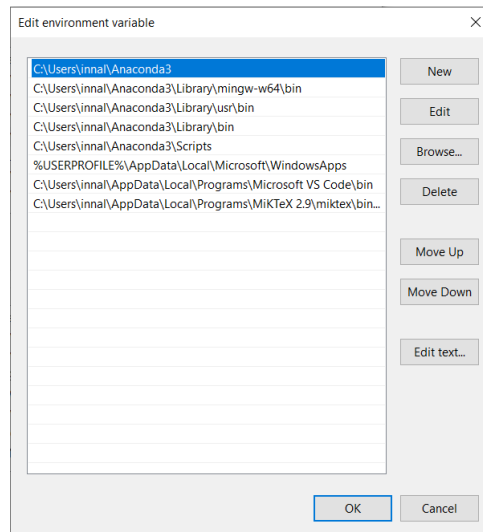 Edit environment variable
C:\Users\innal\Anaconda3
C:\Users\innal\Anaconda3\Library\mingw-w64\bin
C:\Users\innal\Anaconda3\Library\usr\bin
C:\Users\innal\Anaconda3\Library\bin
C:\Users\innal\Anaconda3\Scripts
%USERPROFILE%\AppData\Local\Microsoft\WindowsApps
C:\Users\innal\AppData\Local\Programs\Microsoft VS Code\bin
C:\Users\innal\AppData\Local\Programs\MiKTeX 2.9\miktex\bin...
New
Edit
Browse...
Delete
Move Up
Move Down
Edit text...
OK
Cancel